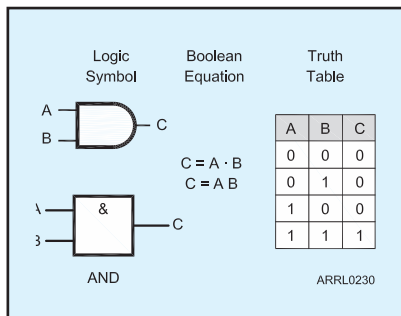 Logic Symbol
Boolean Equation
Truth Table
A
B
C
C = A · B
C = A B
A B C
0 0 0
0 1 0
1 0 0
1 1 1
&
A
B
C
AND
ARRL0230